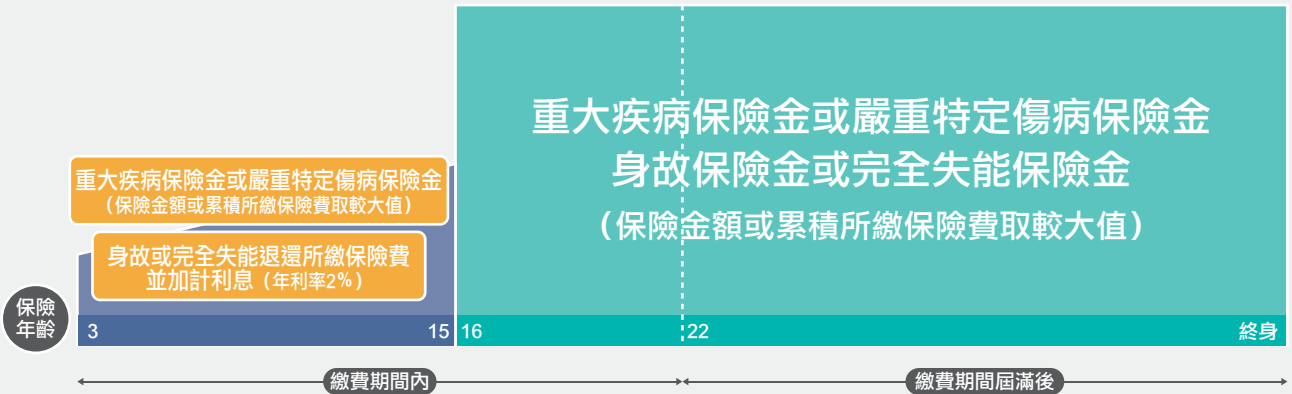 重大疾病保險金或嚴重特定傷病保險金
身故保險金或完全失能保險金
（保險金額或累積所繳保險費取較大值）
重大疾病保險金或嚴重特定傷病保險金
（保險金額或累積所繳保險費取較大值）
身故或完全失能退還所繳保險費
並加計利息（年利率2%）
保險
年齡
3 15 16 22 終身
繳費期間內 繳費期間屆滿後